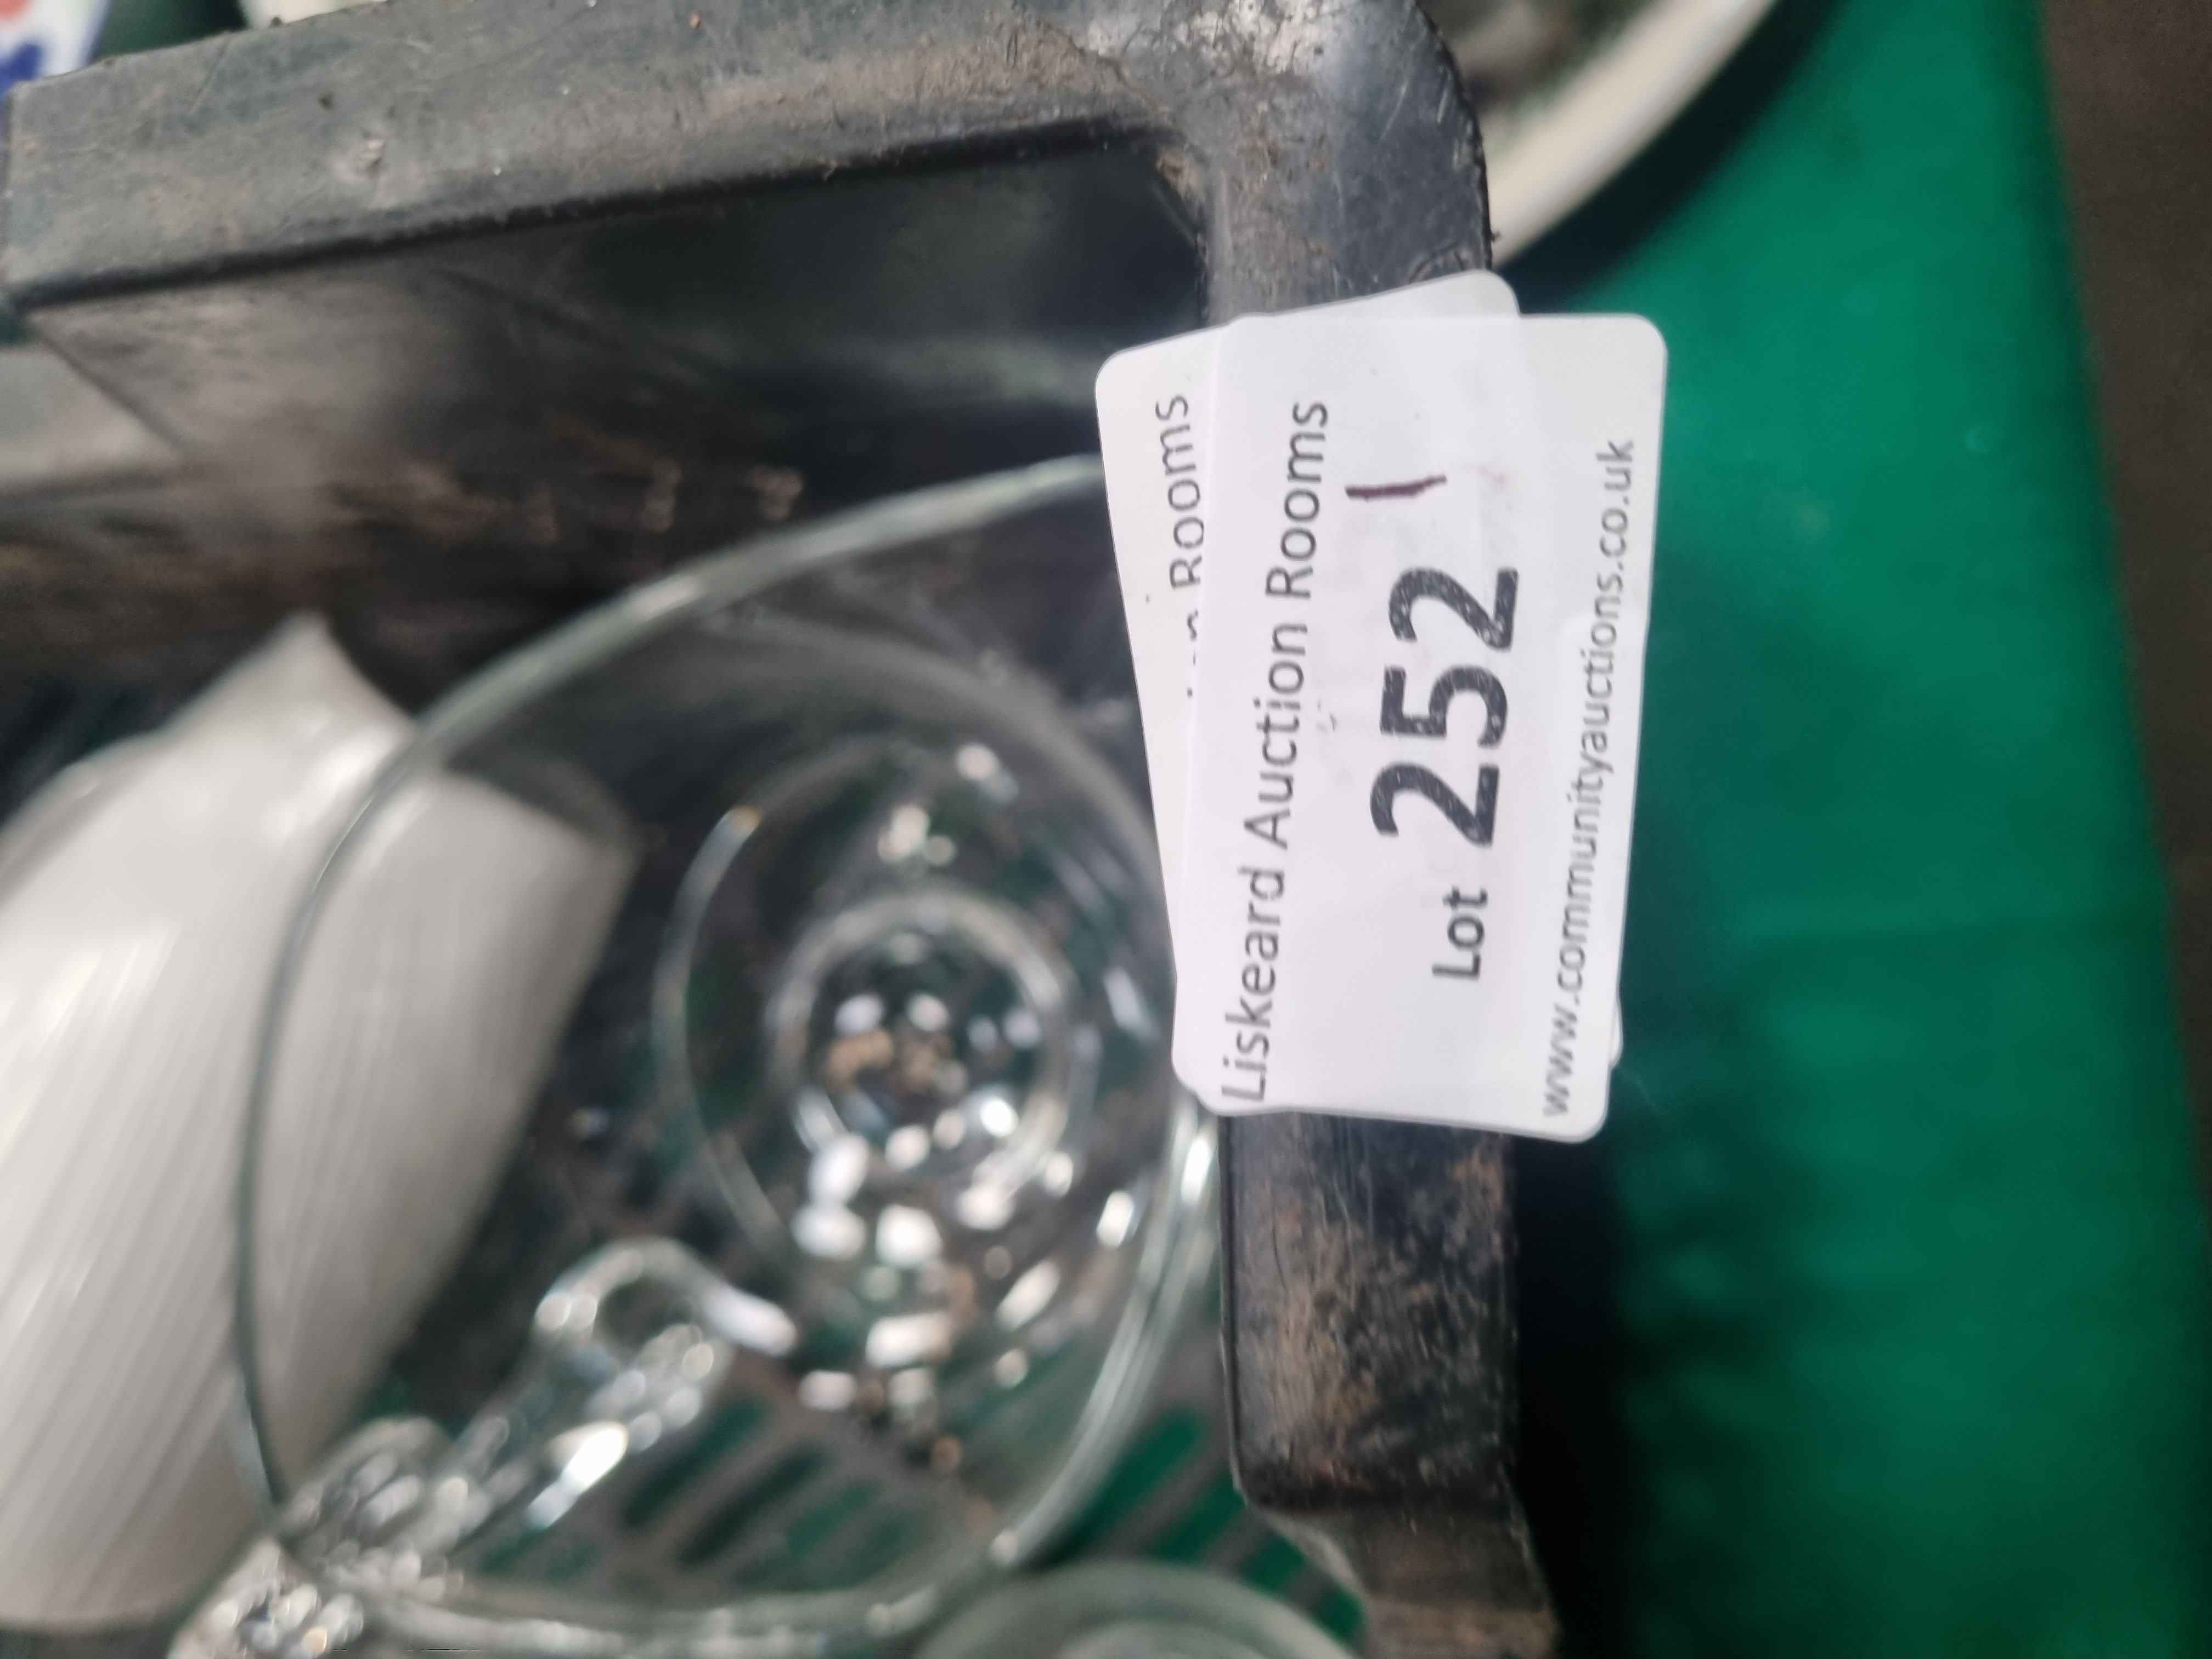 Liskeard Auction Rooms
Lot 252
www.communityauctions.co.uk
Rooms